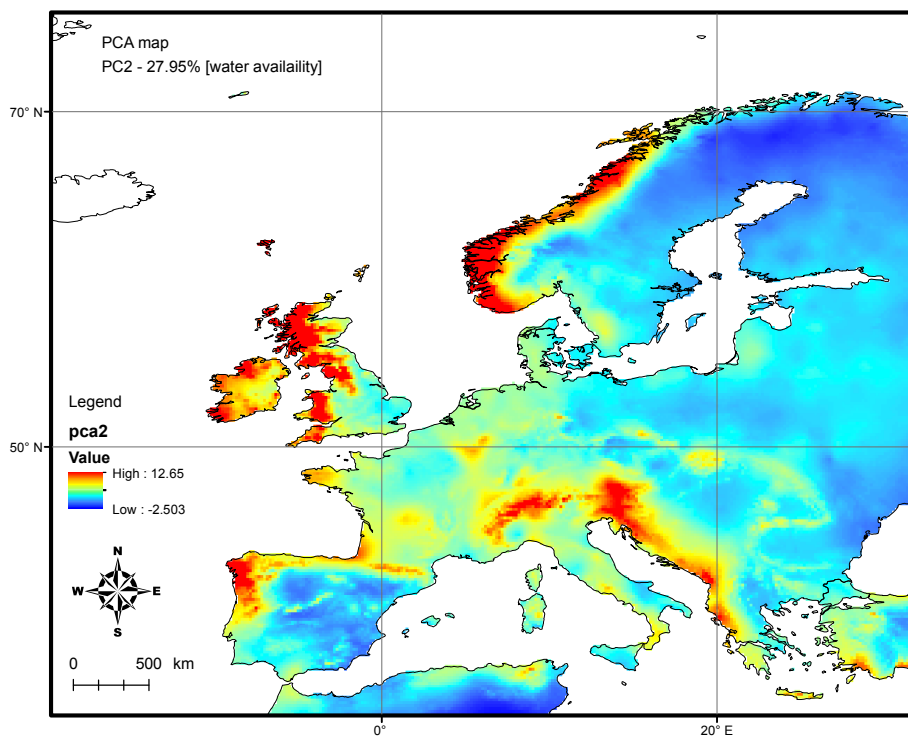 PCA map
PC2 - 27.95% [water availaility]
70° N
50° N
Legend
pca2
Value
High : 12.65
Low : -2.503
N
W
E
S
0 500 km
0°
20° E